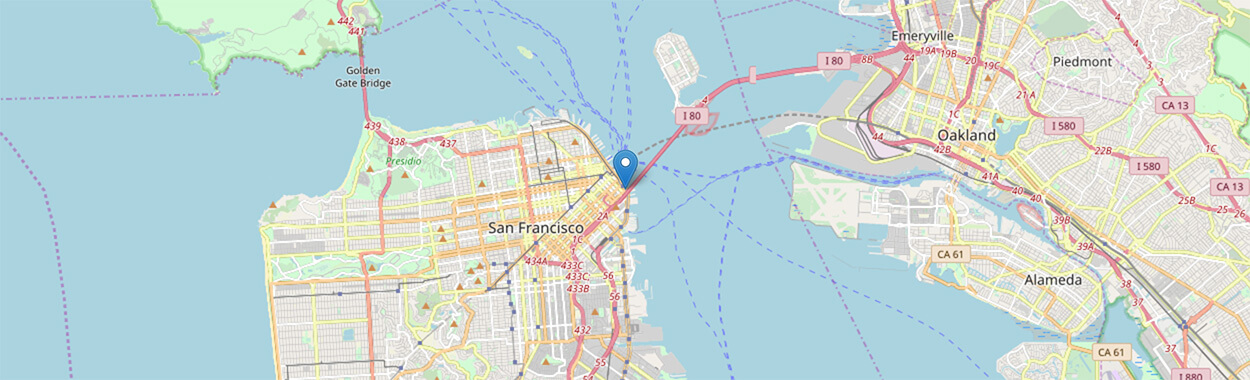 442
441
Golden
Gate Bridge
439
438
437
Presidio
San Francisco
2A
1C
1
434A
433C
433C,
433B
56
56
432
55
Emeryville
19A
19B
44
20
19C
8B
I 80
4
I 80
Piedmont
3
4
3
CA 13
21A
I 580
1C
Oakland
44
42B
22B
I 580
CA 13
41A
40
40
25B
25
26
39B
39A
CA 61
Alameda
38
37
37
CA 61
I 880